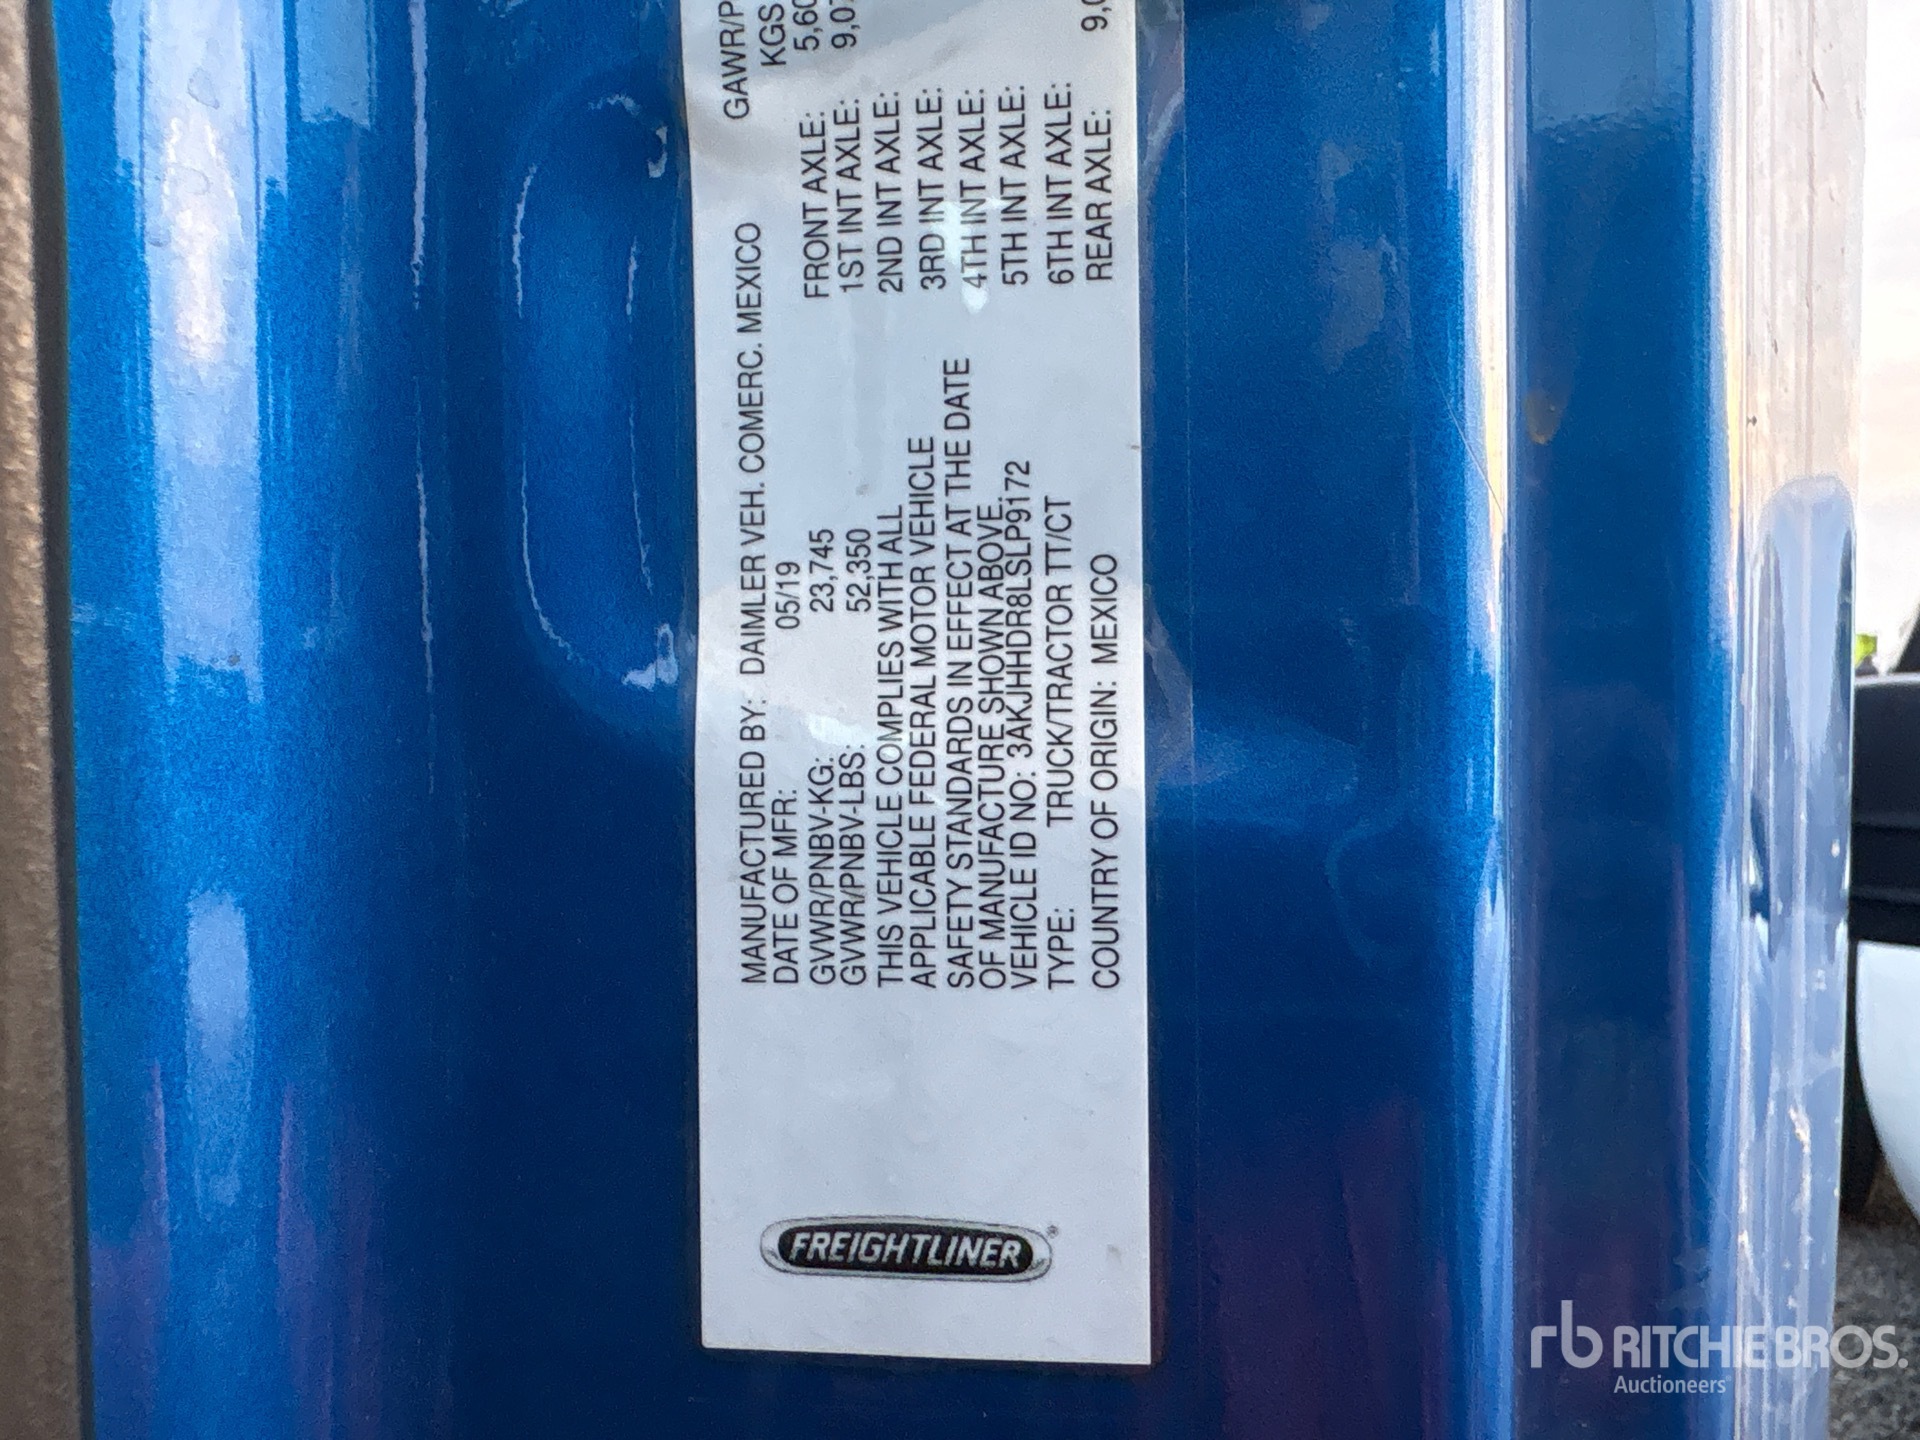 FREIGHTLINER®
MANUFACTURED BY: DAIMLER VEH. COMERC. MEXICO
DATE OF MFR: 05/19
GVWR/PNBV-KG: 23,745
GVWR/PNBV-LBS: 52,350
THIS VEHICLE COMPLIES WITH ALL
APPLICABLE FEDERAL MOTOR VEHICLE
SAFETY STANDARDS IN EFFECT AT THE DATE
OF MANUFACTURE SHOWN ABOVE.
VEHICLE ID NO: 3AKJHHDR8LSLP9172
TYPE: TRUCK/TRACTOR TT/CT
COUNTRY OF ORIGIN: MEXICO
GAWR/P
KGS
FRONT AXLE: 5,60
1ST INT AXLE: 9,07
2ND INT AXLE:
3RD INT AXLE:
4TH INT AXLE:
5TH INT AXLE:
6TH INT AXLE:
REAR AXLE: 9,0
rb RITCHIE BROS.
Auctioneers